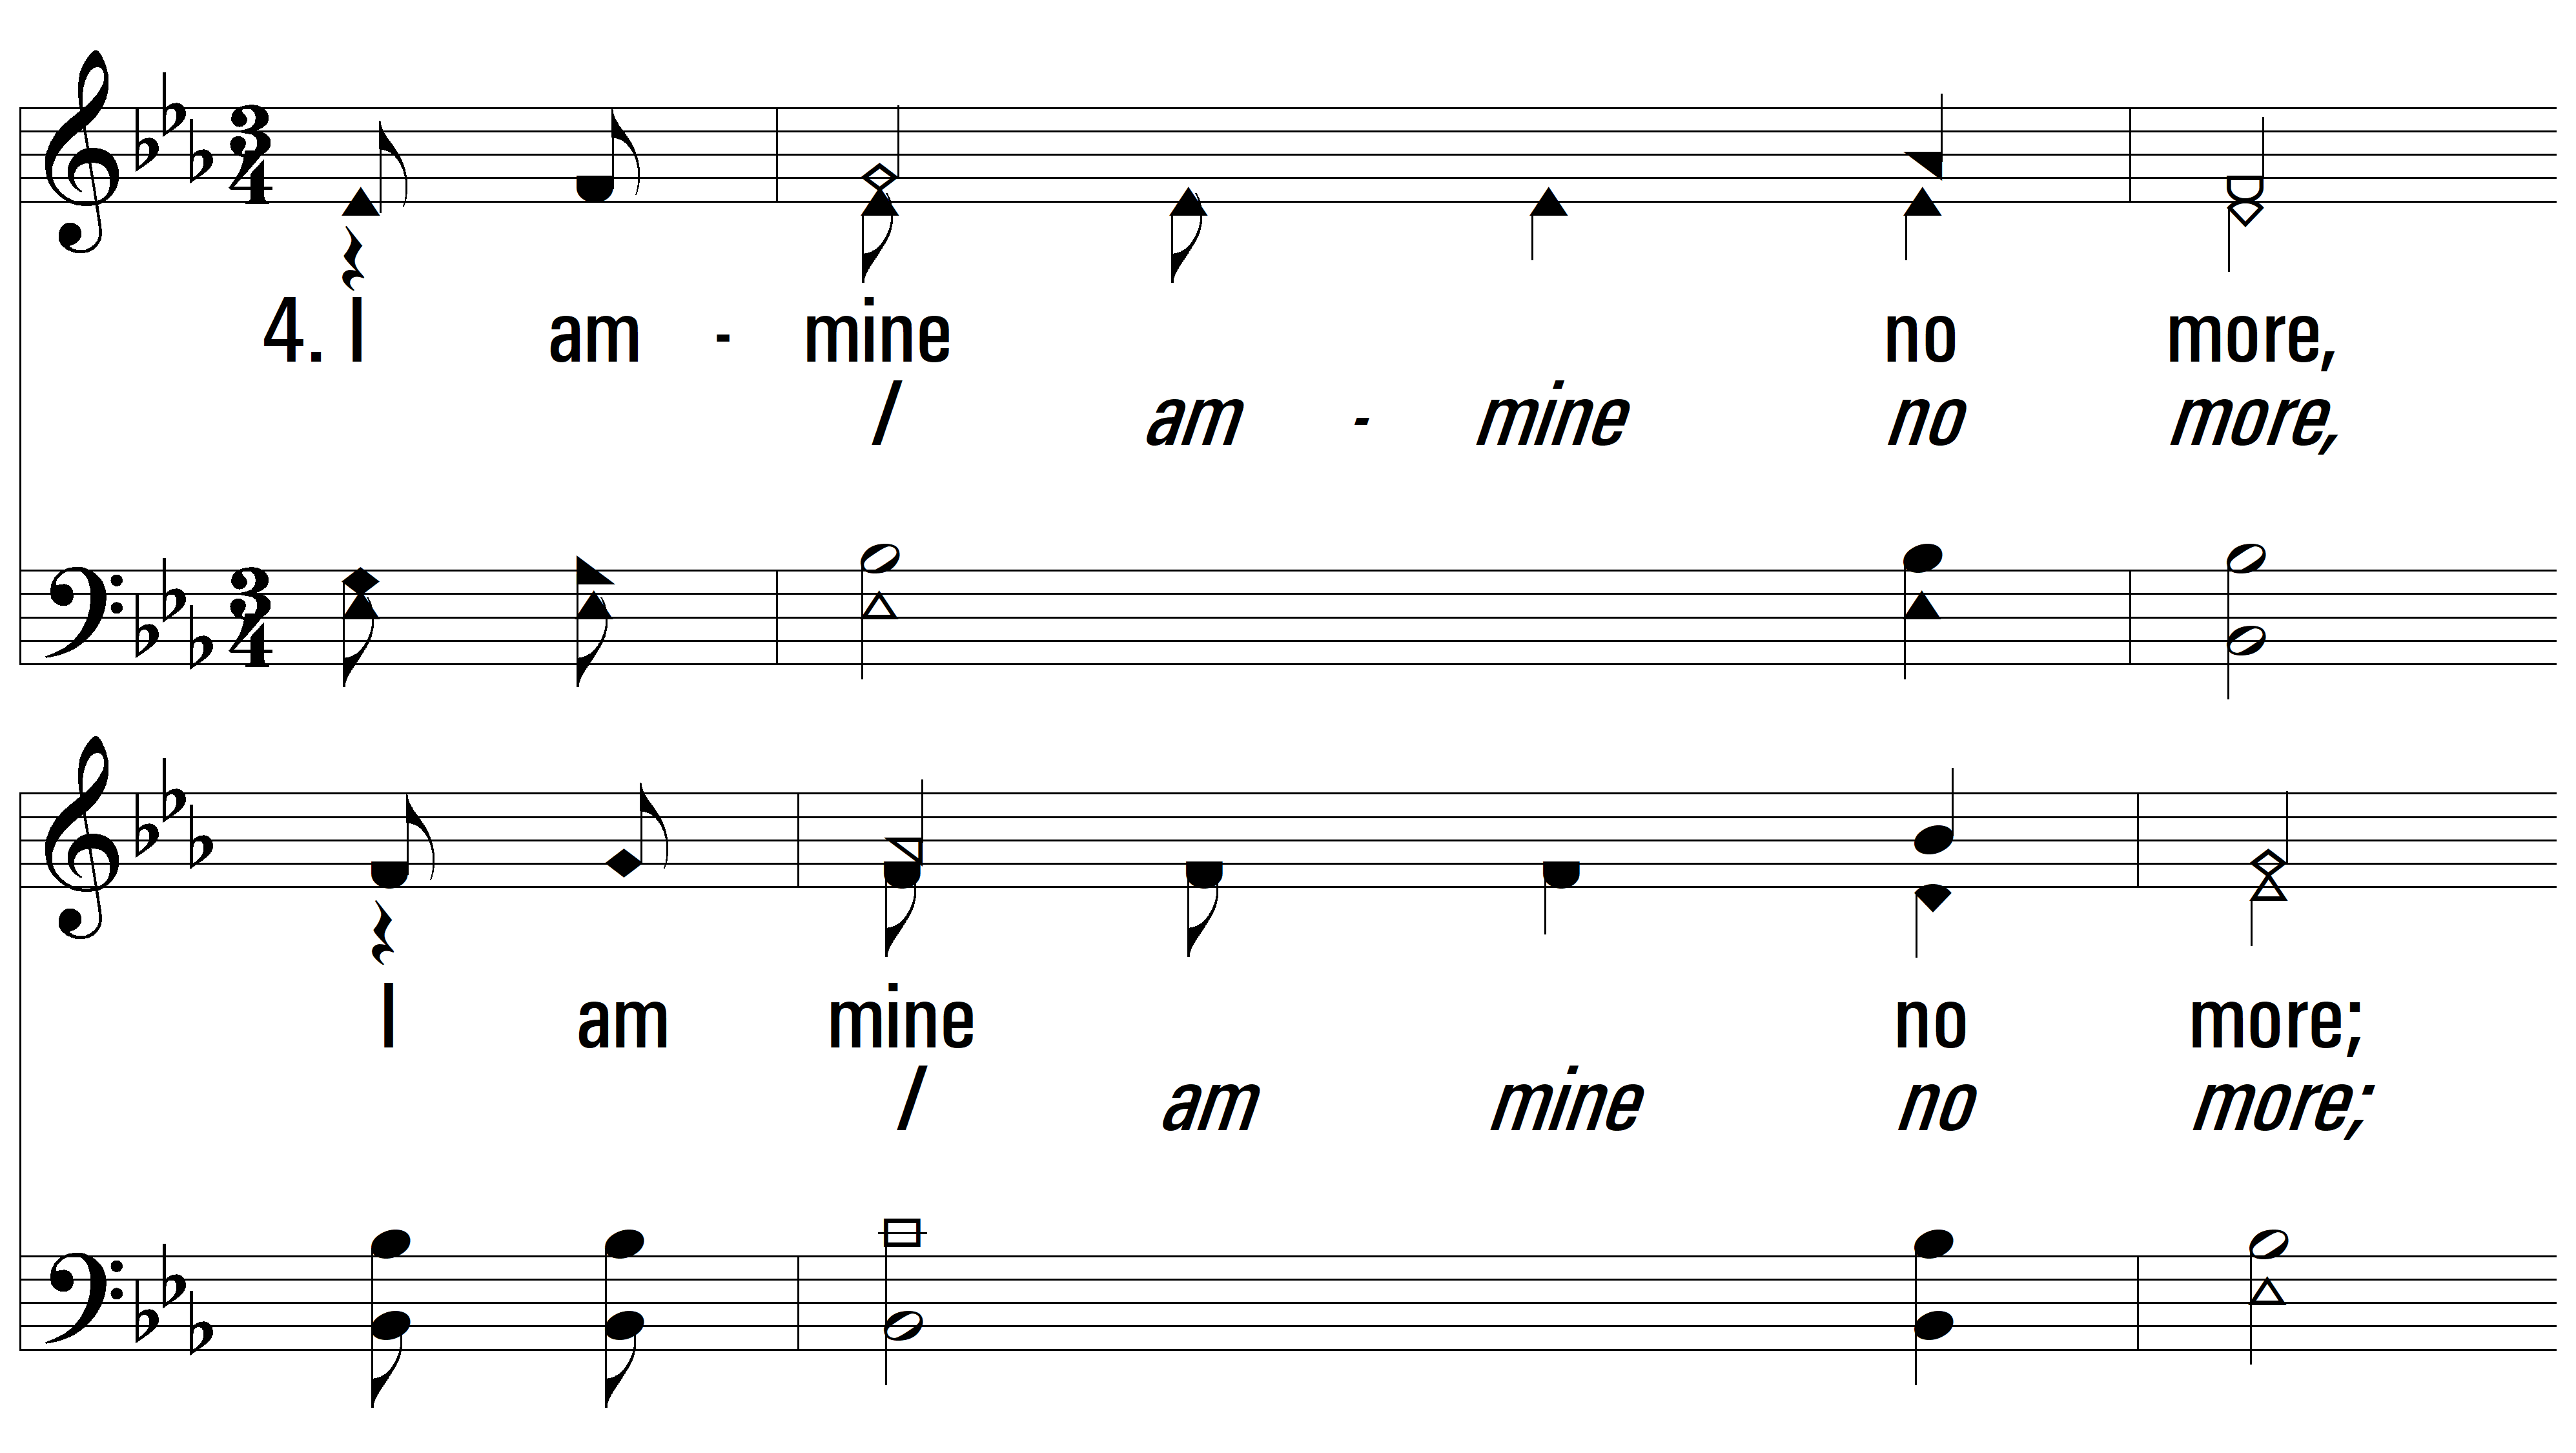 4. I am - mine no more,
I am - mine no more,
I am mine no more;
I am mine no more;